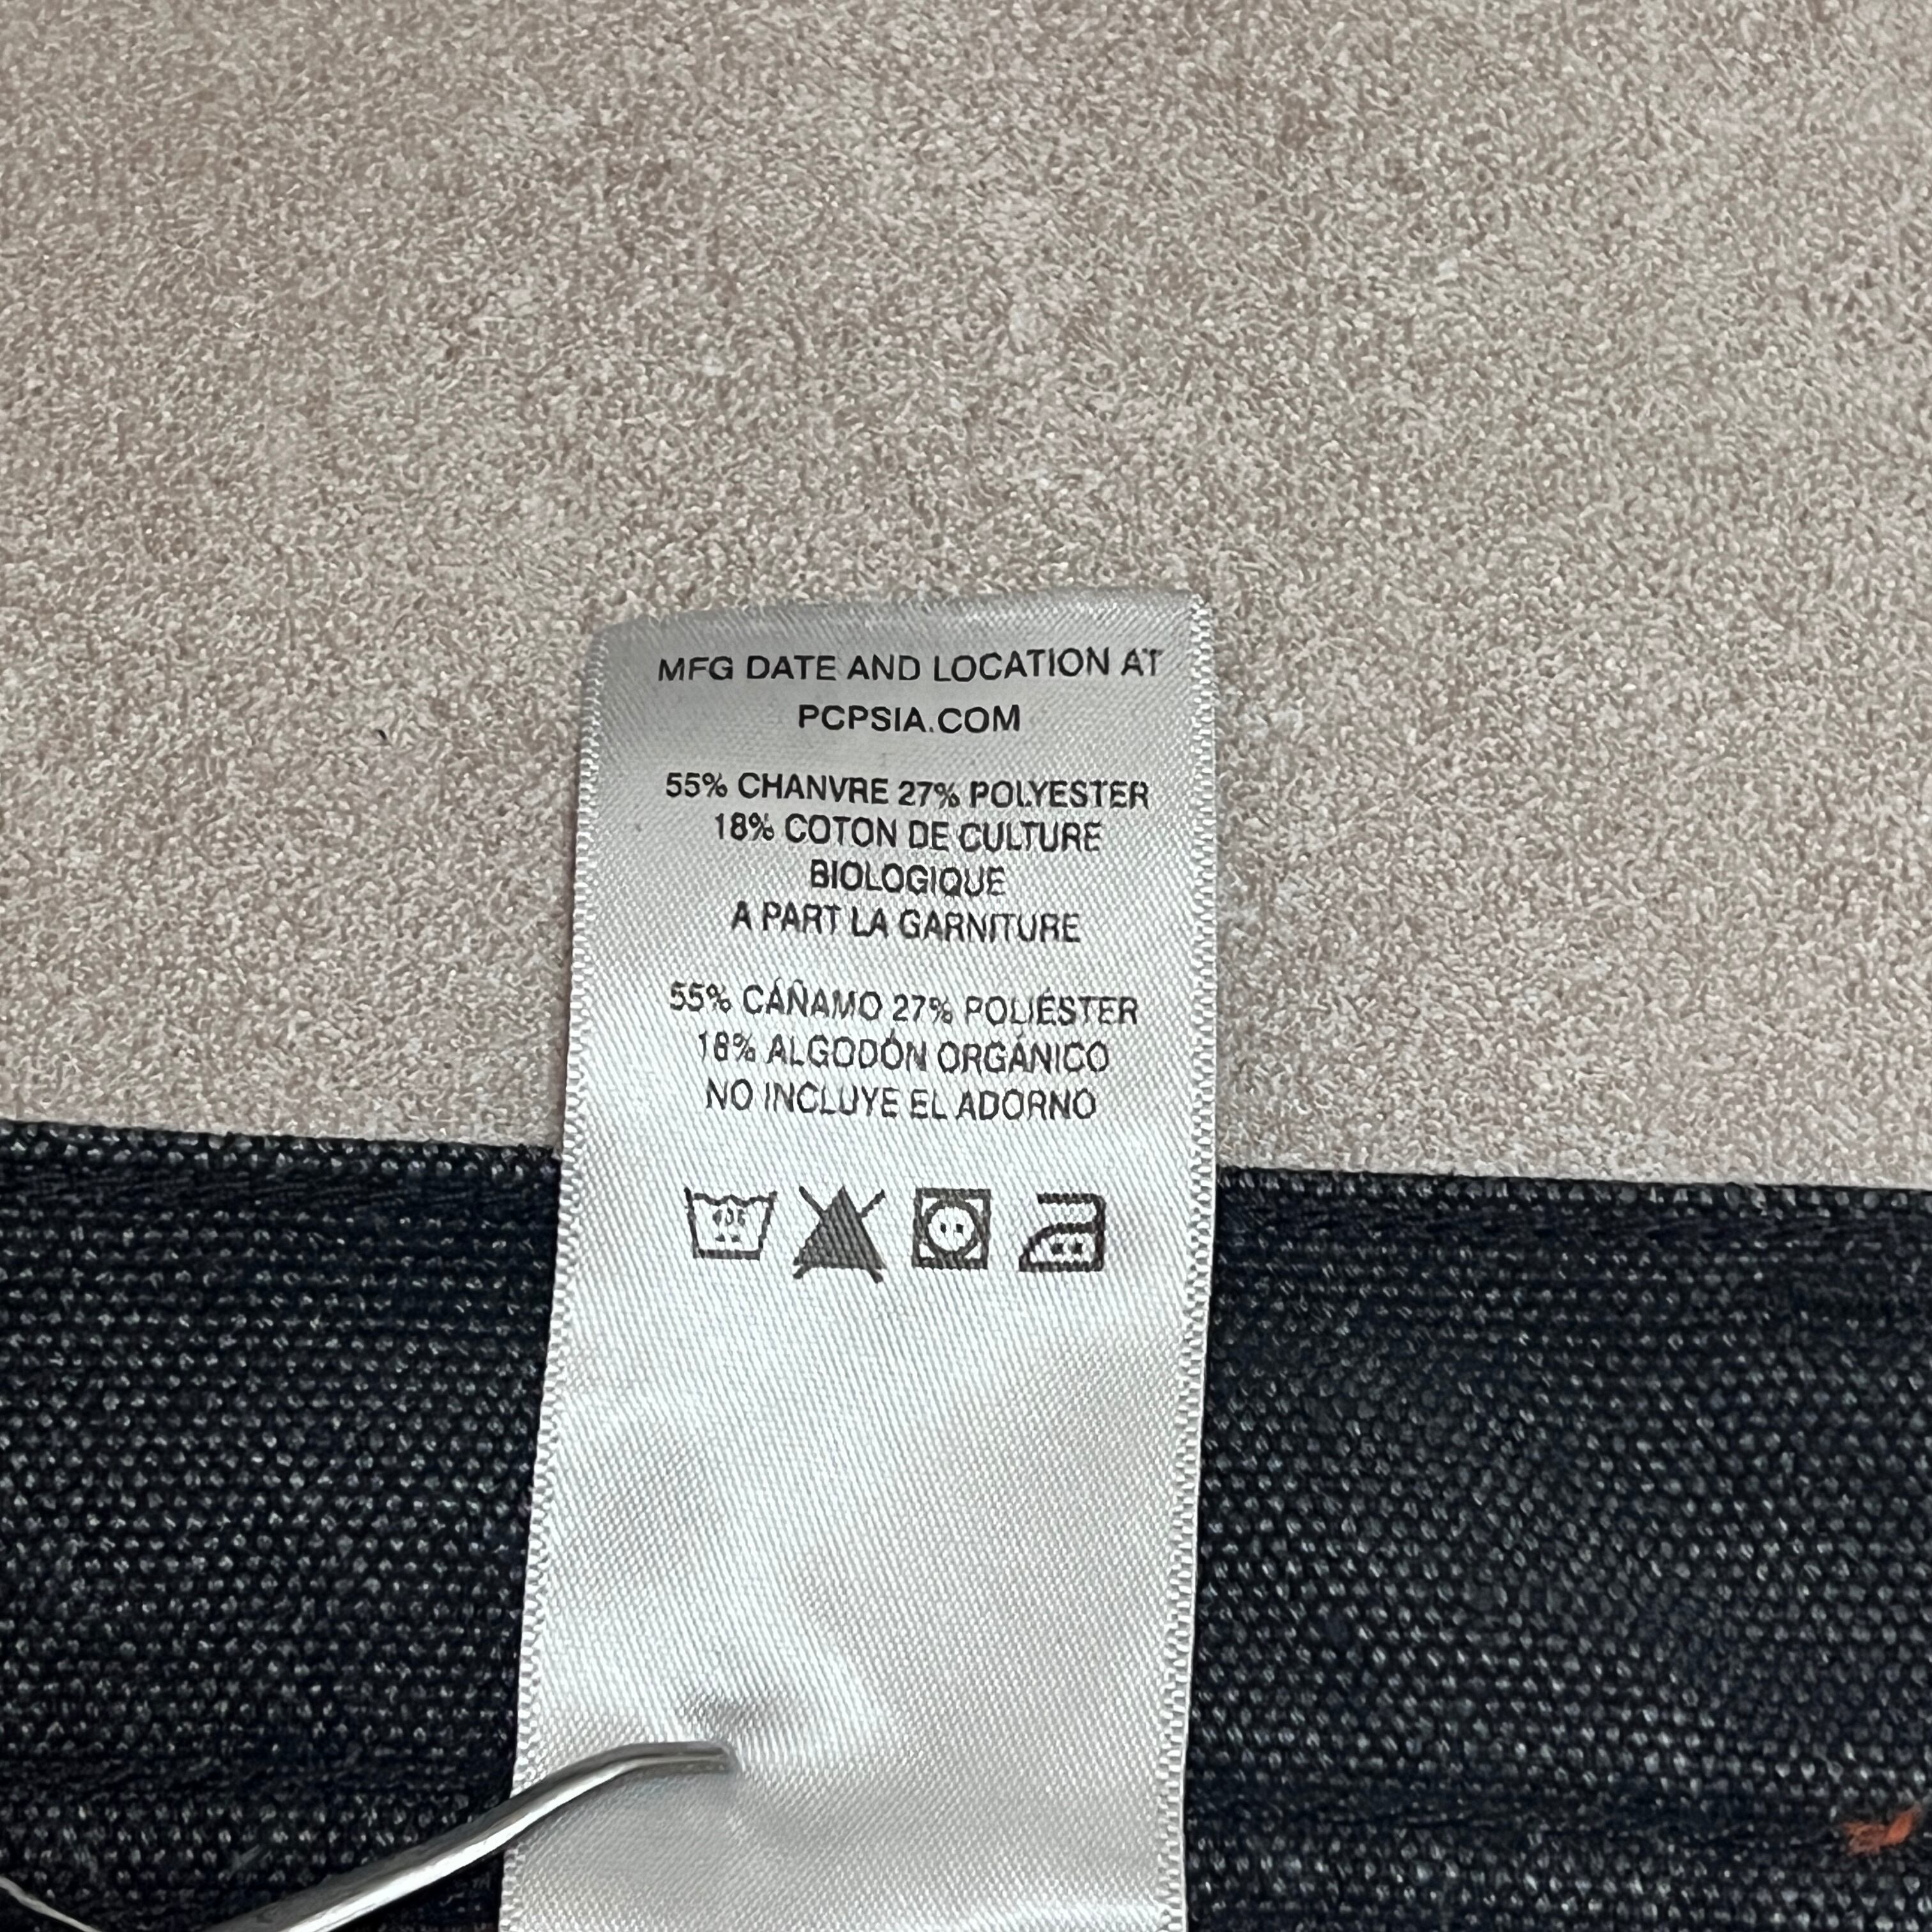 MFG DATE AND LOCATION AT
PCPSIA.COM
55% CHANVRE 27% POLYESTER
18% COTON DE CULTURE
BIOLOGIQUE
A PART LA GARNITURE
55% CÁÑAMO 27% POLIÉSTER
18% ALGODÓN ORGÁNICO
NO INCLUYE EL ADORNO